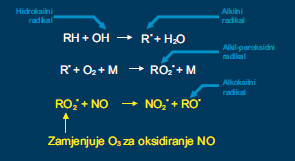 Hidroksilni
radikal
Alkilni
radikal
RH + OH → R• + H₂O
Alkil-peroksidni
radikal
R• + O₂ + M → RO₂• + M
Alkoksilni
radikal
RO₂• + NO → NO₂• + RO•
Zamjenjuje O₃ za oksidiranje NO